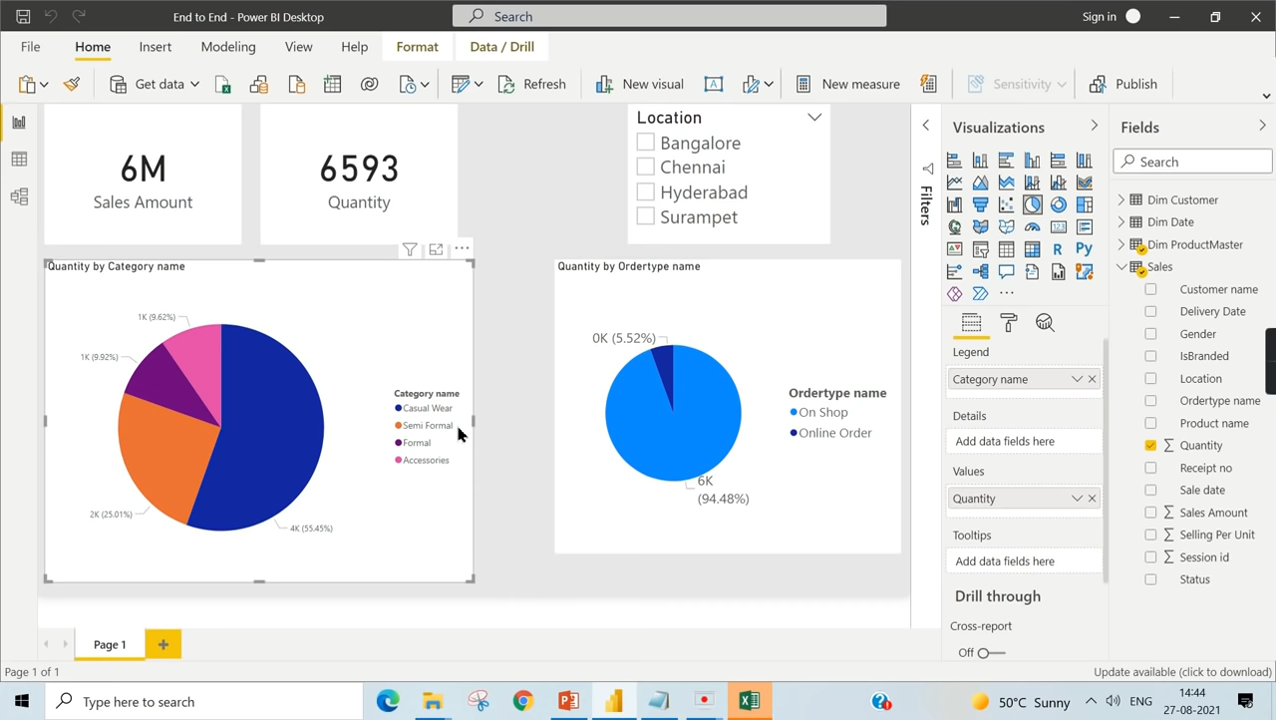 End to End - Power BI Desktop
Search
Sign in
File
Home
Insert
Modeling
View
Help
Format
Data / Drill
Get data
Refresh
New visual
New measure
Sensitivity
Publish
6M
Sales Amount
6593
Quantity
Location
Bangalore
Chennai
Hyderabad
Surampet
Quantity by Category name
1K (9.62%)
1K (9.92%)
2K (25.01%)
4K (55.45%)
Category name
Casual Wear
Semi Formal
Formal
Accessories
Quantity by Ordertype name
0K (5.52%)
6K
(94.48%)
Ordertype name
On Shop
Online Order
Filters
Visualizations
R
Py
Legend
Category name
Details
Add data fields here
Values
Quantity
Tooltips
Add data fields here
Drill through
Cross-report
Off
Fields
Search
Dim Customer
Dim Date
Dim ProductMaster
Sales
Customer name
Delivery Date
Gender
IsBranded
Location
Ordertype name
Product name
Σ Quantity
Receipt no
Sale date
Σ Sales Amount
Σ Selling Per Unit
Σ Session id
Status
Page 1
Page 1 of 1
Update available (click to download)
Type here to search
50°C Sunny
ENG
14:44
27-08-2021